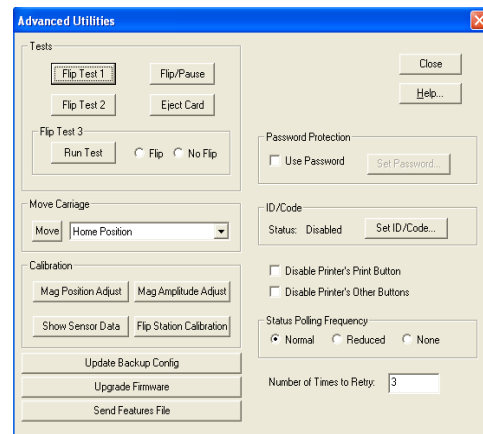 Advanced Utilities
Tests
Flip Test 1
Flip/Pause
Flip Test 2
Eject Card
Flip Test 3
Run Test
Flip
No Flip
Move Carriage
Move
Home Position
Calibration
Mag Position Adjust
Mag Amplitude Adjust
Show Sensor Data
Flip Station Calibration
Update Backup Config
Upgrade Firmware
Send Features File
Close
Help...
Password Protection
Use Password
Set Password...
ID/Code
Status: Disabled
Set ID/Code...
Disable Printer's Print Button
Disable Printer's Other Buttons
Status Polling Frequency
Normal
Reduced
None
Number of Times to Retry: 3